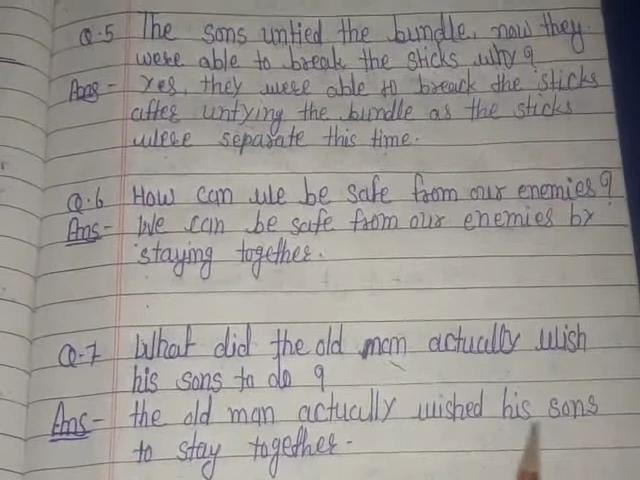 Q.5 The sons untied the bundle, now they
were able to break the sticks why?
Ans - Yes, they were able to breack the sticks
after untying the bundle as the sticks
were separate this time.
Q.6 How can we be safe from our enemies?
Ans - We can be safe from our enemies by
staying together.
Q.7 What did the old man actually wish
his sons to do?
Ans - the old man actually wished his sons
to stay together.